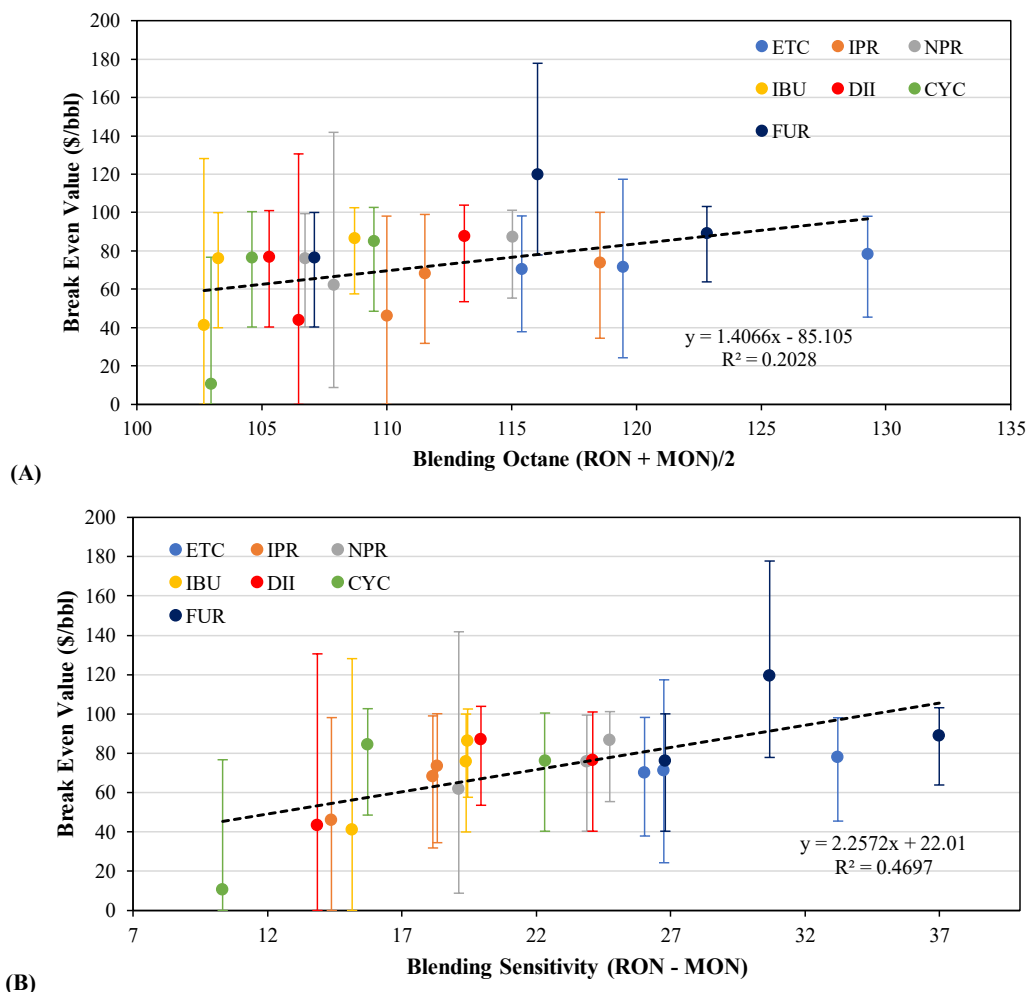 200
180
160
140
120
100
80
60
40
20
0
Break Even Value ($/bbl)
ETC IPR NPR
IBU DII CYC
FUR
y = 1.4066x - 85.105
R² = 0.2028
100 105 110 115 120 125 130 135
Blending Octane (RON + MON)/2
(A)
200
180
160
140
120
100
80
60
40
20
0
Break Even Value ($/bbl)
ETC IPR NPR
IBU DII CYC
FUR
y = 2.2572x + 22.01
R² = 0.4697
7 12 17 22 27 32 37
Blending Sensitivity (RON - MON)
(B)